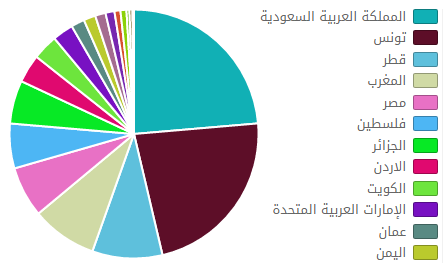 المملكة العربية السعودية
تونس
قطر
المغرب
مصر
فلسطين
الجزائر
الاردن
الكويت
الإمارات العربية المتحدة
عمان
اليمن